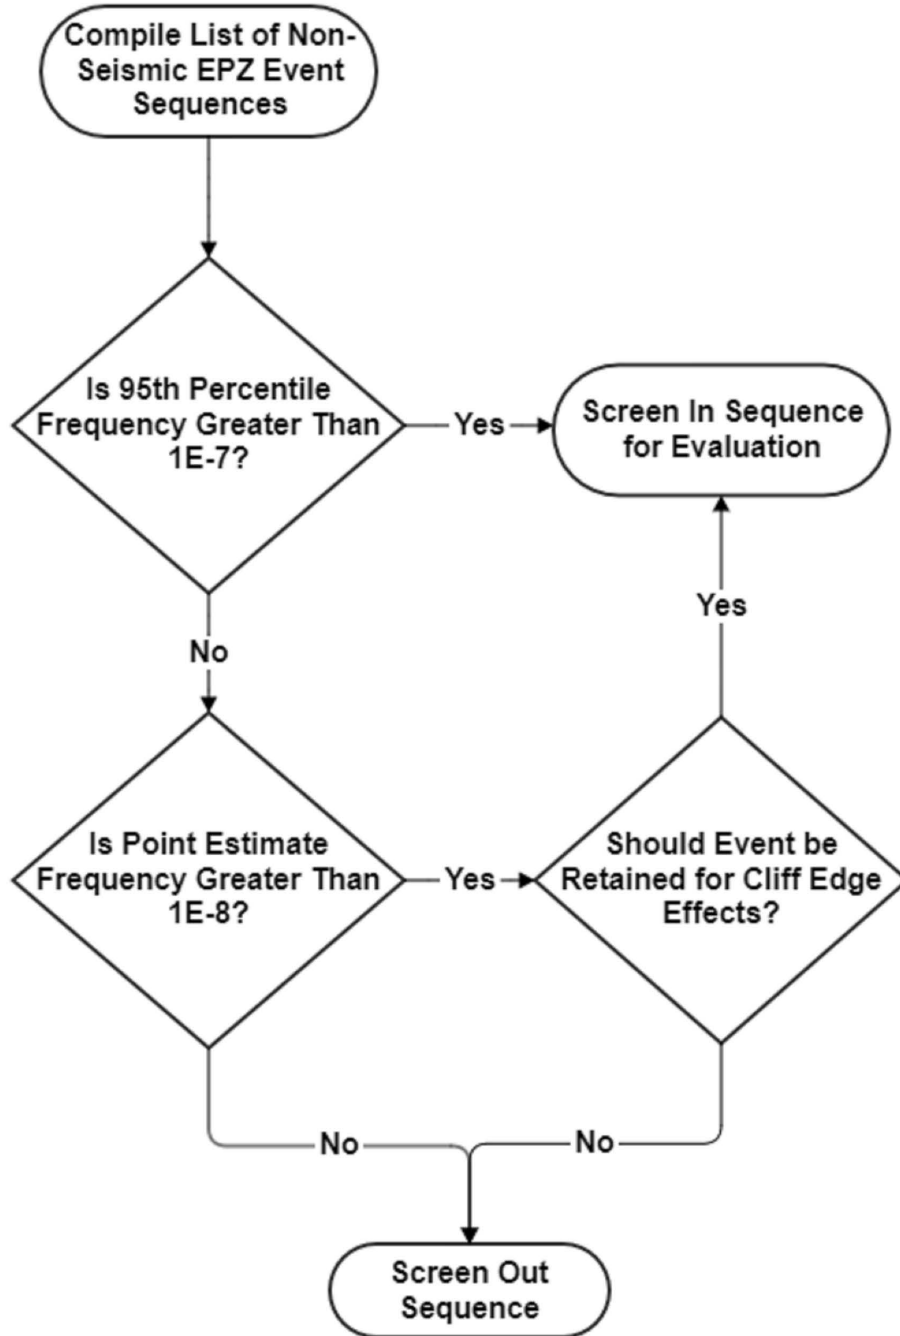 Compile List of Non-
Seismic EPZ Event
Sequences
Is 95th Percentile
Frequency Greater Than
1E-7?
Yes
Screen In Sequence
for Evaluation
Yes
No
Is Point Estimate
Frequency Greater Than
1E-8?
Yes
Should Event be
Retained for Cliff Edge
Effects?
No
No
Screen Out
Sequence